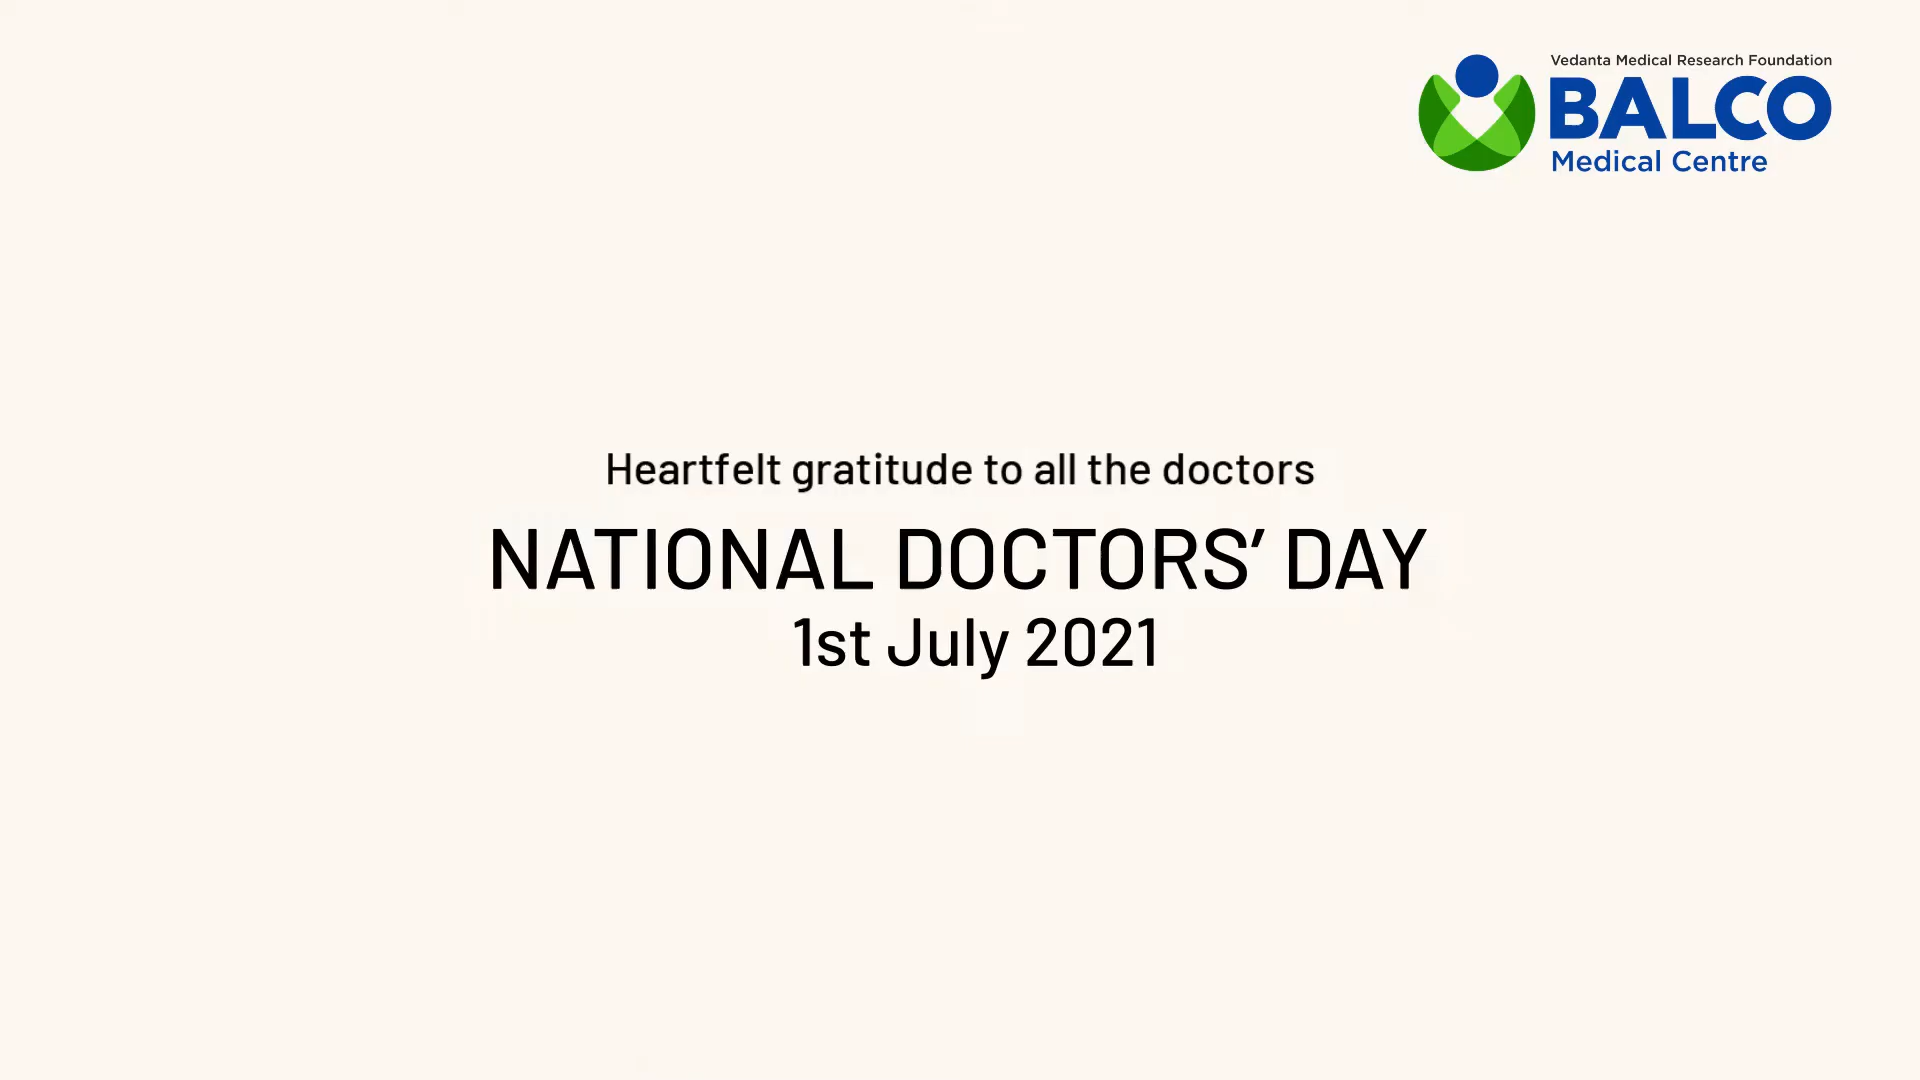 Vedanta Medical Research Foundation
BALCO
Medical Centre
Heartfelt gratitude to all the doctors
NATIONAL DOCTORS’ DAY
1st July 2021